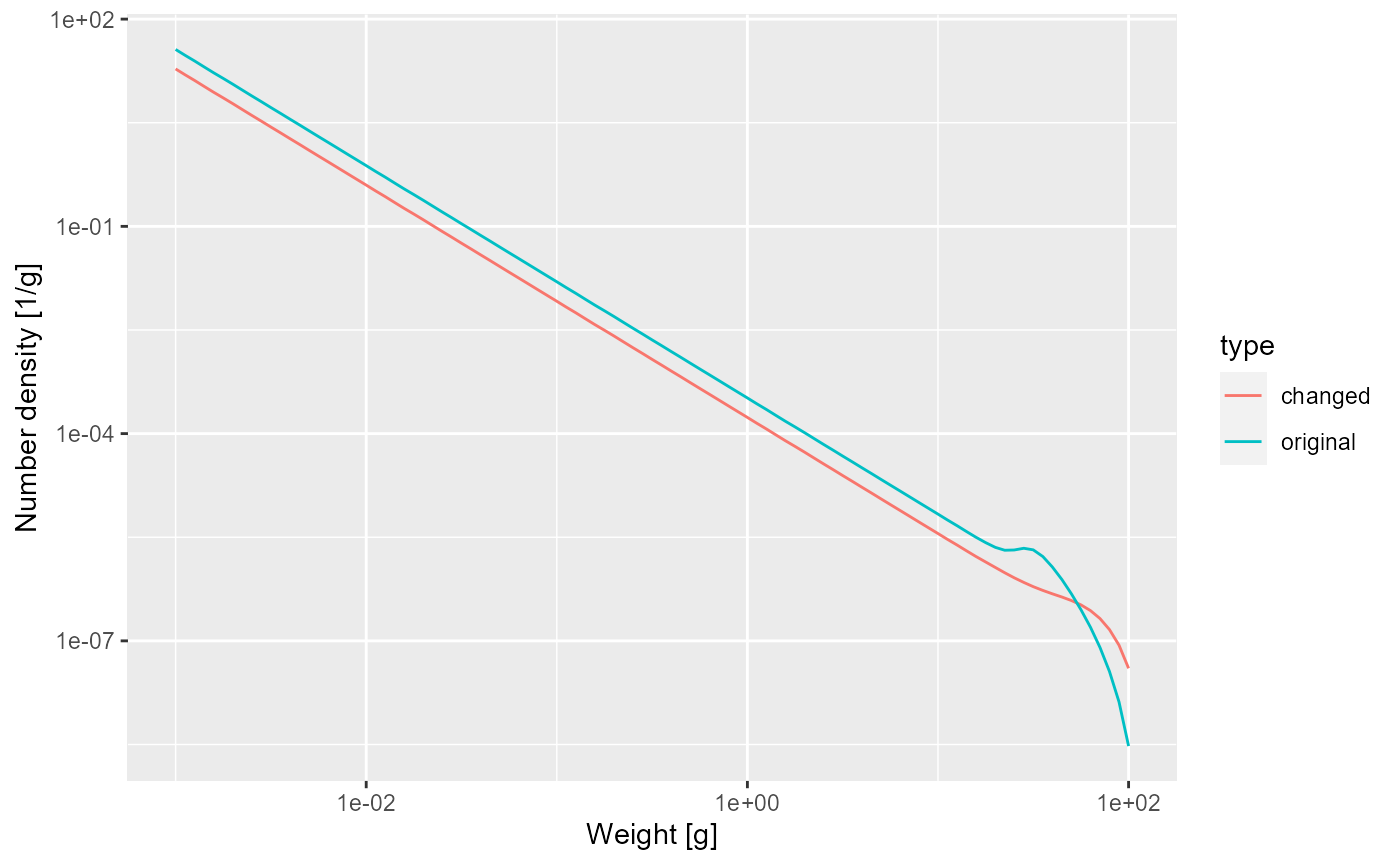 1e+02
1e-01
1e-04
1e-07
Number density [1/g]
1e-02
1e+00
1e+02
Weight [g]
type
changed
original